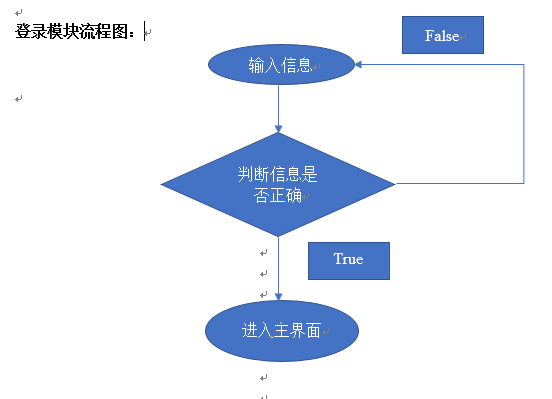 登录模块流程图：
False
输入信息
判断信息是
否正确
True
进入主界面